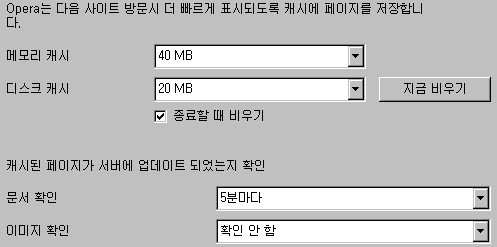 Opera는 다음 사이트 방문시 더 빠르게 표시되도록 캐시에 페이지를 저장합니
다.
메모리 캐시 40 MB
디스크 캐시 20 MB 지금 비우기
종료할 때 비우기
캐시된 페이지가 서버에 업데이트 되었는지 확인
문서 확인 5분마다
이미지 확인 확인 안 함